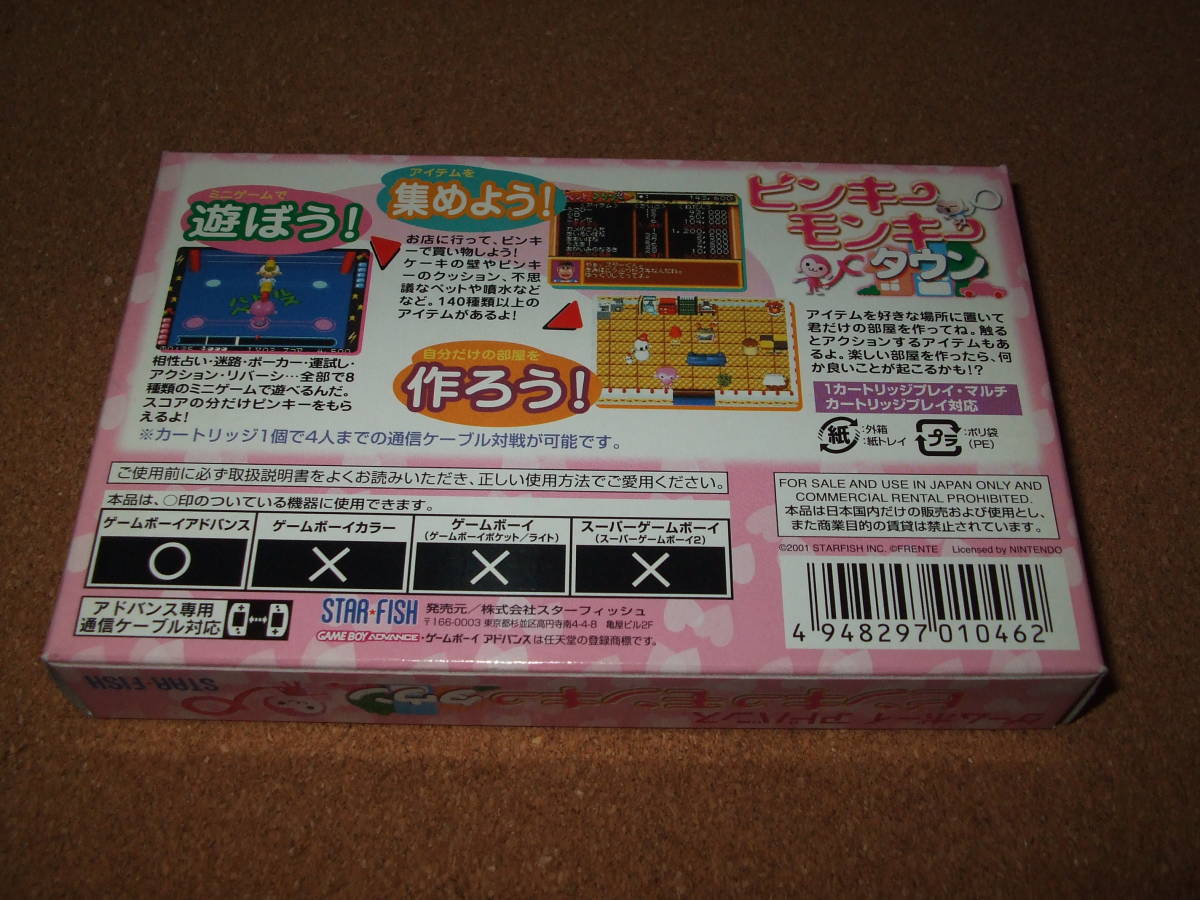 ミニゲームで
遊ぼう!
相性占い・迷路・ポーカー・運試し・
アクション・リバーシ…全部で8
種類のミニゲームで遊べるんだ。
スコアの分だけピンキーをもら
えるよ!
アイテムを
集めよう!
お店に行って、ピンキ
ーで買い物しよう!
ケーキの壁やピンキ
ーのクッション、不思
議なペットや噴水など
など。140種類以上の
アイテムがあるよ!
自分だけの部屋を
作ろう!
ピンキー
モンキー
タウン
アイテムを好きな場所に置いて
君だけの部屋を作ってね。触る
とアクションするアイテムもあ
るよ。楽しい部屋を作ったら、何
か良いことが起こるかも!?
1カートリッジプレイ・マルチ
カートリッジプレイ対応
紙 :外箱
:紙トレイ
プラ :ポリ袋
(PE)
※カートリッジ1個で4人までの通信ケーブル対戦が可能です。
ご使用前に必ず取扱説明書をよくお読みいただき、正しい使用方法でご愛用ください。
本品は、○印のついている機器に使用できます。
ゲームボーイアドバンス
○
ゲームボーイカラー
×
ゲームボーイ
(ゲームボーイポケット/ライト)
×
スーパーゲームボーイ
(スーパーゲームボーイ2)
×
アドバンス専用
通信ケーブル対応
STAR★FISH
発売元/株式会社スターフィッシュ
〒166-0003 東京都杉並区高円寺南4-4-8 亀屋ビル2F
GAME BOY ADVANCE・ゲームボーイ アドバンスは任天堂の登録商標です。
FOR SALE AND USE IN JAPAN ONLY AND
COMMERCIAL RENTAL PROHIBITED.
本品は日本国内だけの販売および使用とし、
また商業目的の賃貸は禁止されています。
©2001 STARFISH INC. ©FRENTE Licensed by NINTENDO
4 948297 010462
STAR★FISH
ピンキーモンキータウン
ゲームボーイ アドバンス